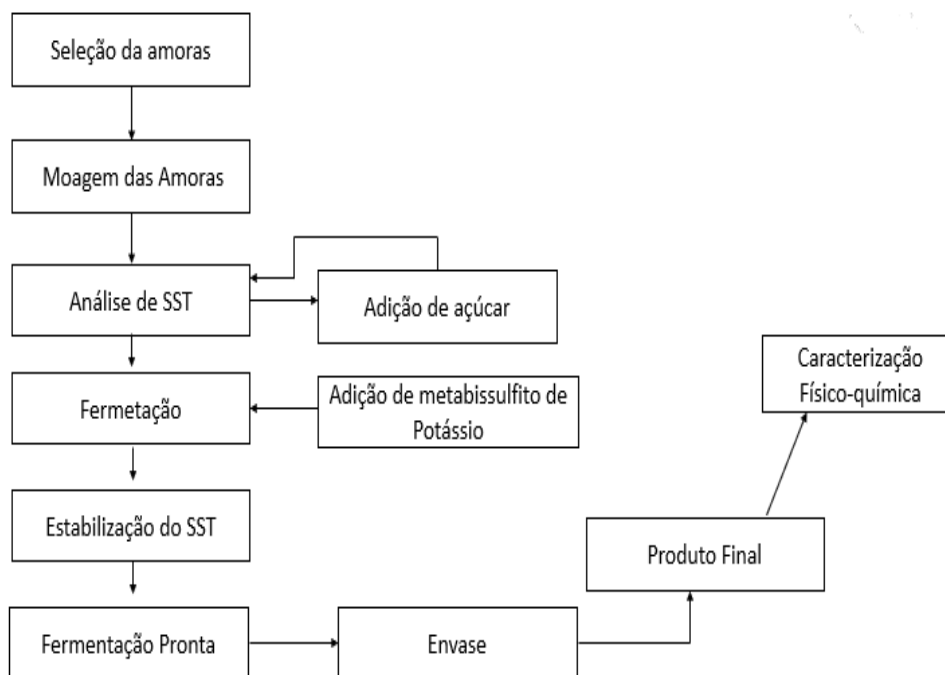 Seleção da amoras
Moagem das Amoras
Análise de SST
Adição de açúcar
Fermetação
Adição de metabissulfito de
Potássio
Estabilização do SST
Fermentação Pronta
Envase
Produto Final
Caracterização
Físico-química